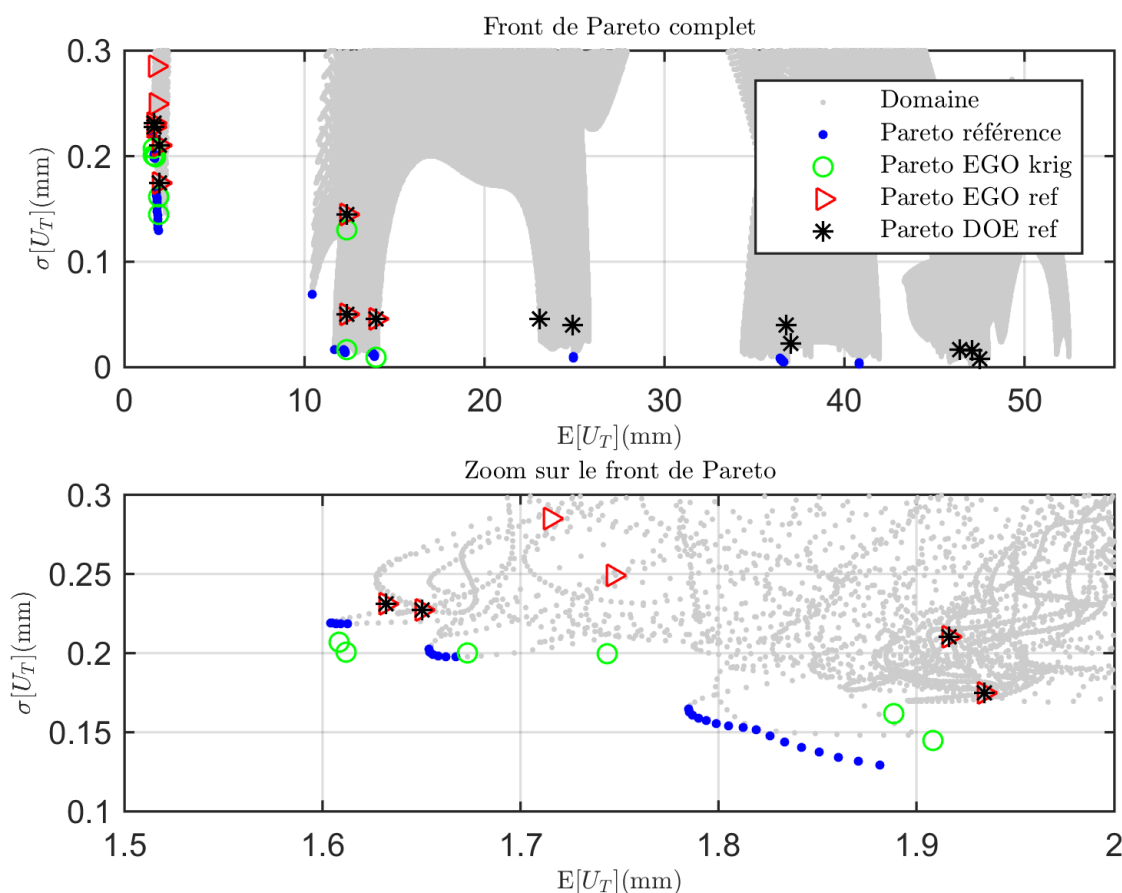 Front de Pareto complet
0.3
0.2
0.1
0
σ[U_T](mm)
Domaine
Pareto référence
Pareto EGO krig
Pareto EGO ref
Pareto DOE ref
0 10 20 30 40 50
E[U_T](mm)
Zoom sur le front de Pareto
0.3
0.25
0.2
0.15
0.1
σ[U_T](mm)
1.5 1.6 1.7 1.8 1.9 2
E[U_T](mm)